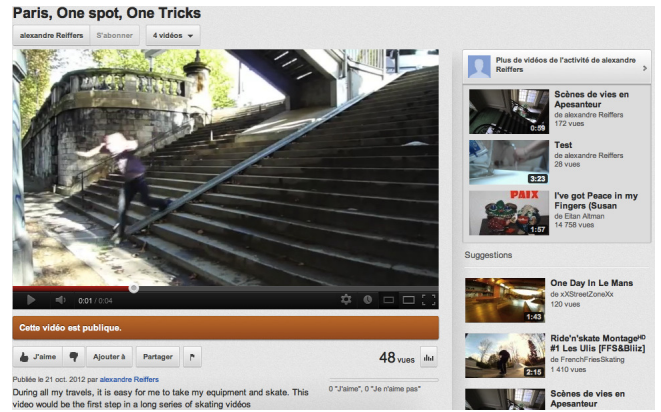 Paris, One spot, One Tricks
alexandre Reiffers S'abonner 4 vidéos
0:01 / 0:04
Cette vidéo est publique.
J'aime Ajouter à Partager 48 vues
Publiée le 21 oct. 2012 par alexandre Reiffers
0 "J'aime", 0 "Je n'aime pas"
During all my travels, it is easy for me to take my equipment and skate. This
video would be the first step in a long series of skating vidéos
Plus de vidéos de l'activité de alexandre
Reiffers
Scènes de vies en
Apesanteur
de alexandre Reiffers
172 vues
0:59
Test
de alexandre Reiffers
28 vues
3:23
PAIX
I've got Peace in my
Fingers (Susan
de Eitan Altman
14 758 vues
1:57
Suggestions
One Day In Le Mans
de xXStreetZoneXx
120 vues
1:43
Ride'n'skate Montage HD
#1 Les Ulis [FFS&Bliiz]
de FrenchFriesSkating
1 410 vues
2:15
Scènes de vies en
Apesanteur